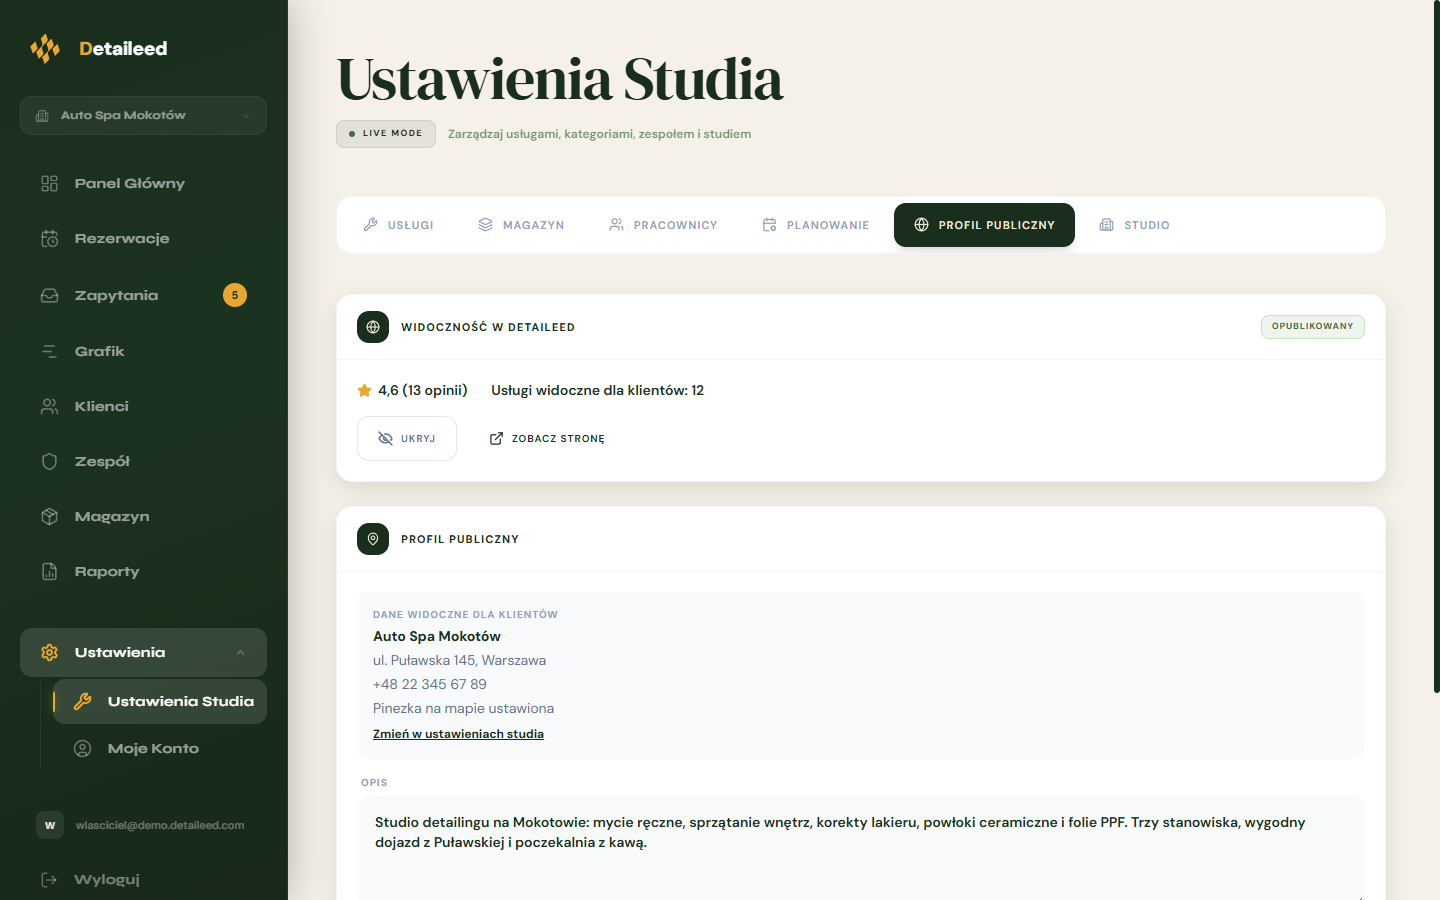 Detaileed
Auto Spa Mokotów
Panel Główny
Rezerwacje
Zapytania
5
Grafik
Klienci
Zespół
Magazyn
Raporty
Ustawienia
Ustawienia Studia
Moje Konto
W
wlasciciel@demo.detaileed.com
Wyloguj
Ustawienia Studia
LIVE MODE
Zarządzaj usługami, kategoriami, zespołem i studiem
USŁUGI
MAGAZYN
PRACOWNICY
PLANOWANIE
PROFIL PUBLICZNY
STUDIO
WIDOCZNOŚĆ W DETAILEED
OPUBLIKOWANY
4,6 (13 opinii)
Usługi widoczne dla klientów: 12
UKRYJ
ZOBACZ STRONĘ
PROFIL PUBLICZNY
DANE WIDOCZNE DLA KLIENTÓW
Auto Spa Mokotów
ul. Puławska 145, Warszawa
+48 22 345 67 89
Pinezka na mapie ustawiona
Zmień w ustawieniach studia
OPIS
Studio detailingu na Mokotowie: mycie ręczne, sprzątanie wnętrz, korekty lakieru, powłoki ceramiczne i folie PPF. Trzy stanowiska, wygodny
dojazd z Puławskiej i poczekalnia z kawą.